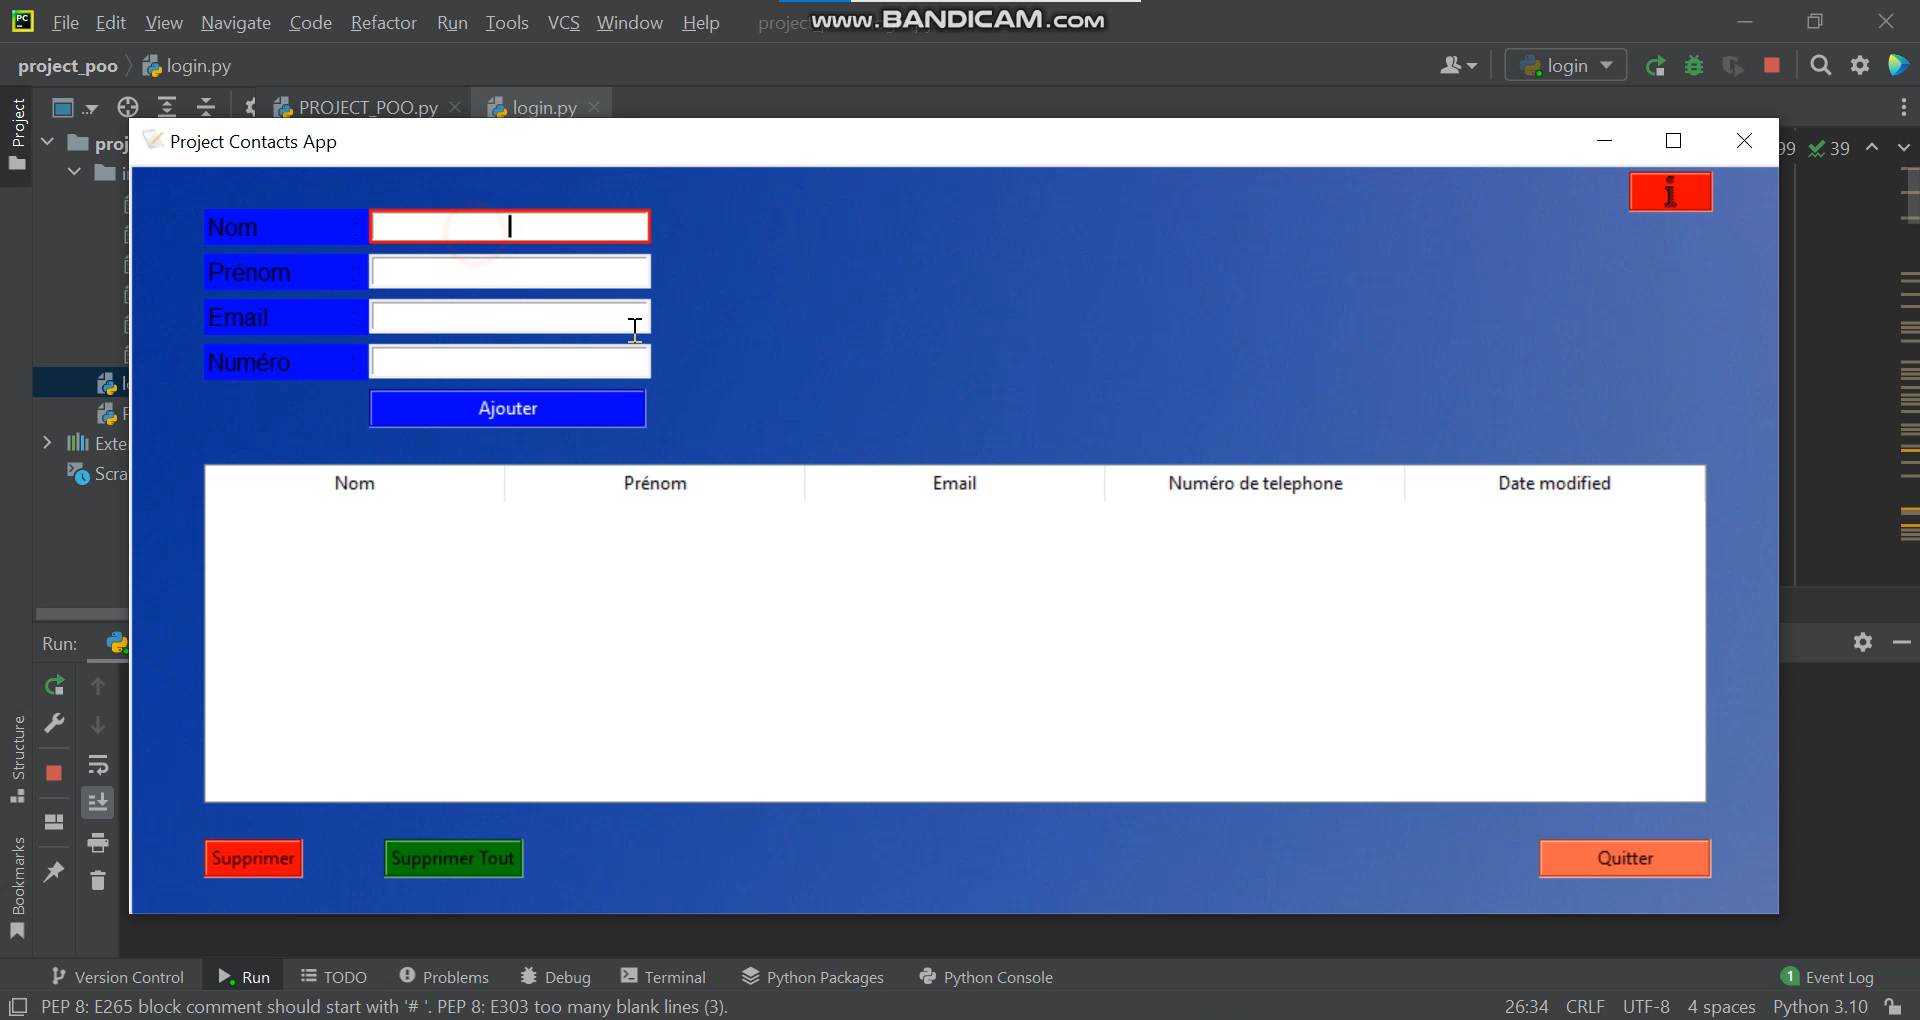 File Edit View Navigate Code Refactor Run Tools VCS Window Help
www.BANDICAM.com
project_poo login.py
login
PROJECT_POO.py
login.py
Project
Project Contacts App
99 39
i
Nom :
Prénom :
Email :
Numéro :
Ajouter
Nom Prénom Email Numéro de telephone Date modified
Supprimer Supprimer Tout Quitter
Run:
Structure
Bookmarks
Version Control Run TODO Problems Debug Terminal Python Packages Python Console 1 Event Log
PEP 8: E265 block comment should start with '# '. PEP 8: E303 too many blank lines (3). 26:34 CRLF UTF-8 4 spaces Python 3.10